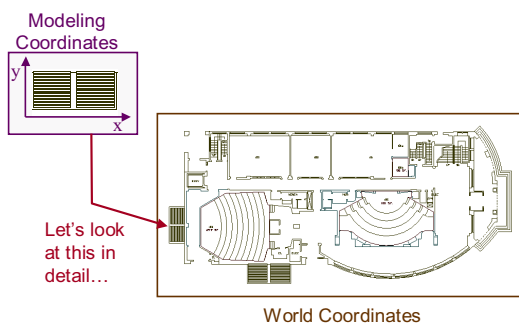 Modeling
Coordinates
y
x
Let's look
at this in
detail…
World Coordinates